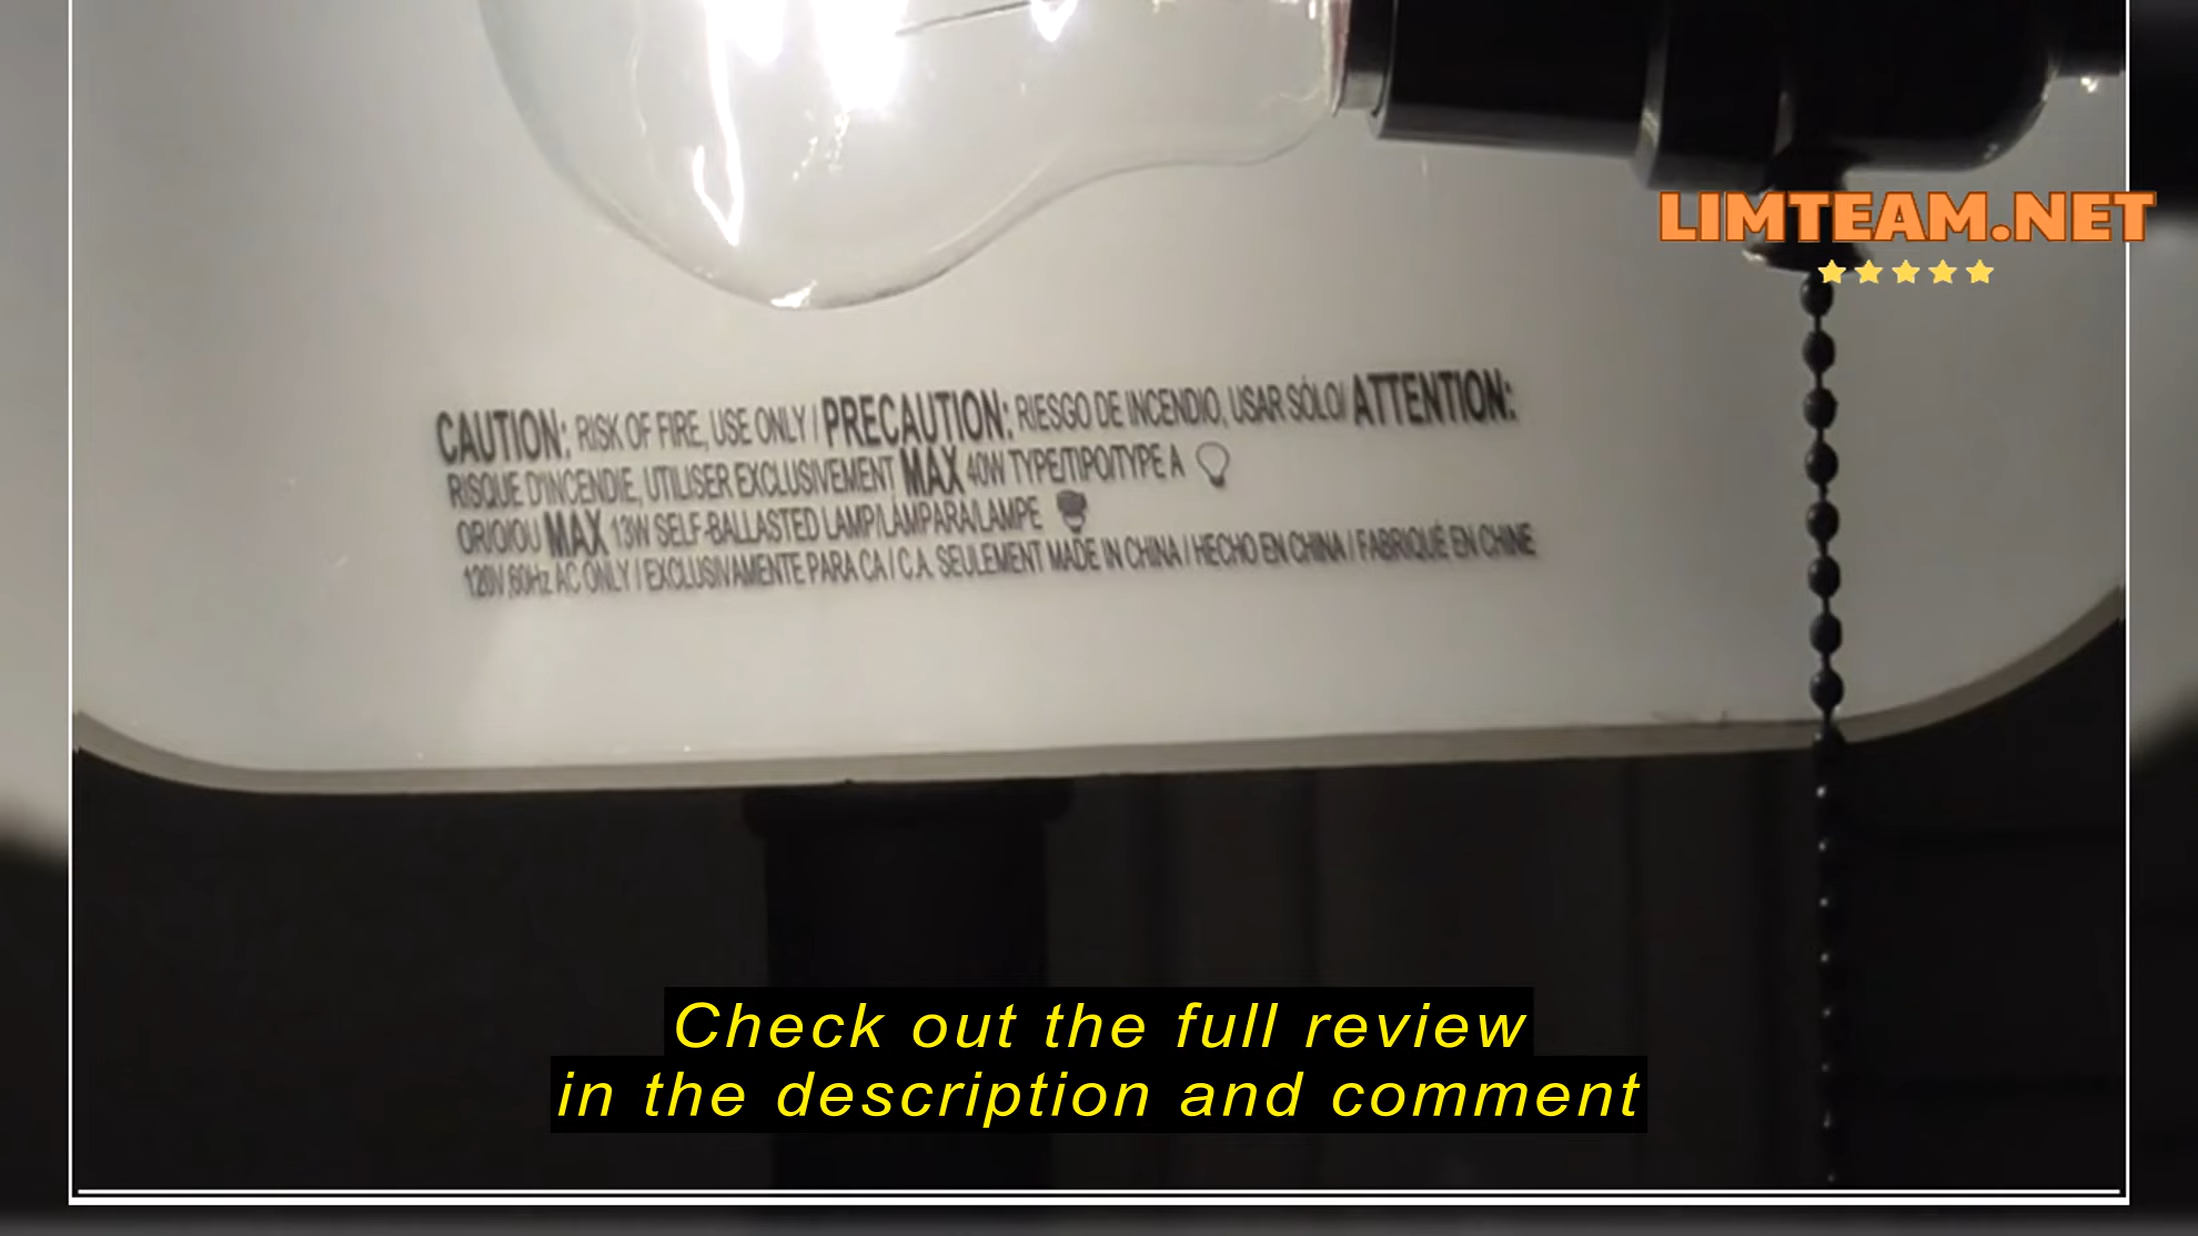 LIMTEAM.NET
CAUTION: RISK OF FIRE, USE ONLY / PRECAUTION: RIESGO DE INCENDIO, USAR SÓLO/ ATTENTION:
RISQUE D'INCENDIE, UTILISER EXCLUSIVEMENT MAX 40W TYPE/TIPO/TYPE A
OR/O/OU MAX 13W SELF-BALLASTED LAMP/LÁMPARA/LAMPE
120V,60Hz AC ONLY / EXCLUSIVAMENTE PARA CA / C.A. SEULEMENT MADE IN CHINA / HECHO EN CHINA / FABRIQUÉ EN CHINE
Check out the full review
in the description and comment